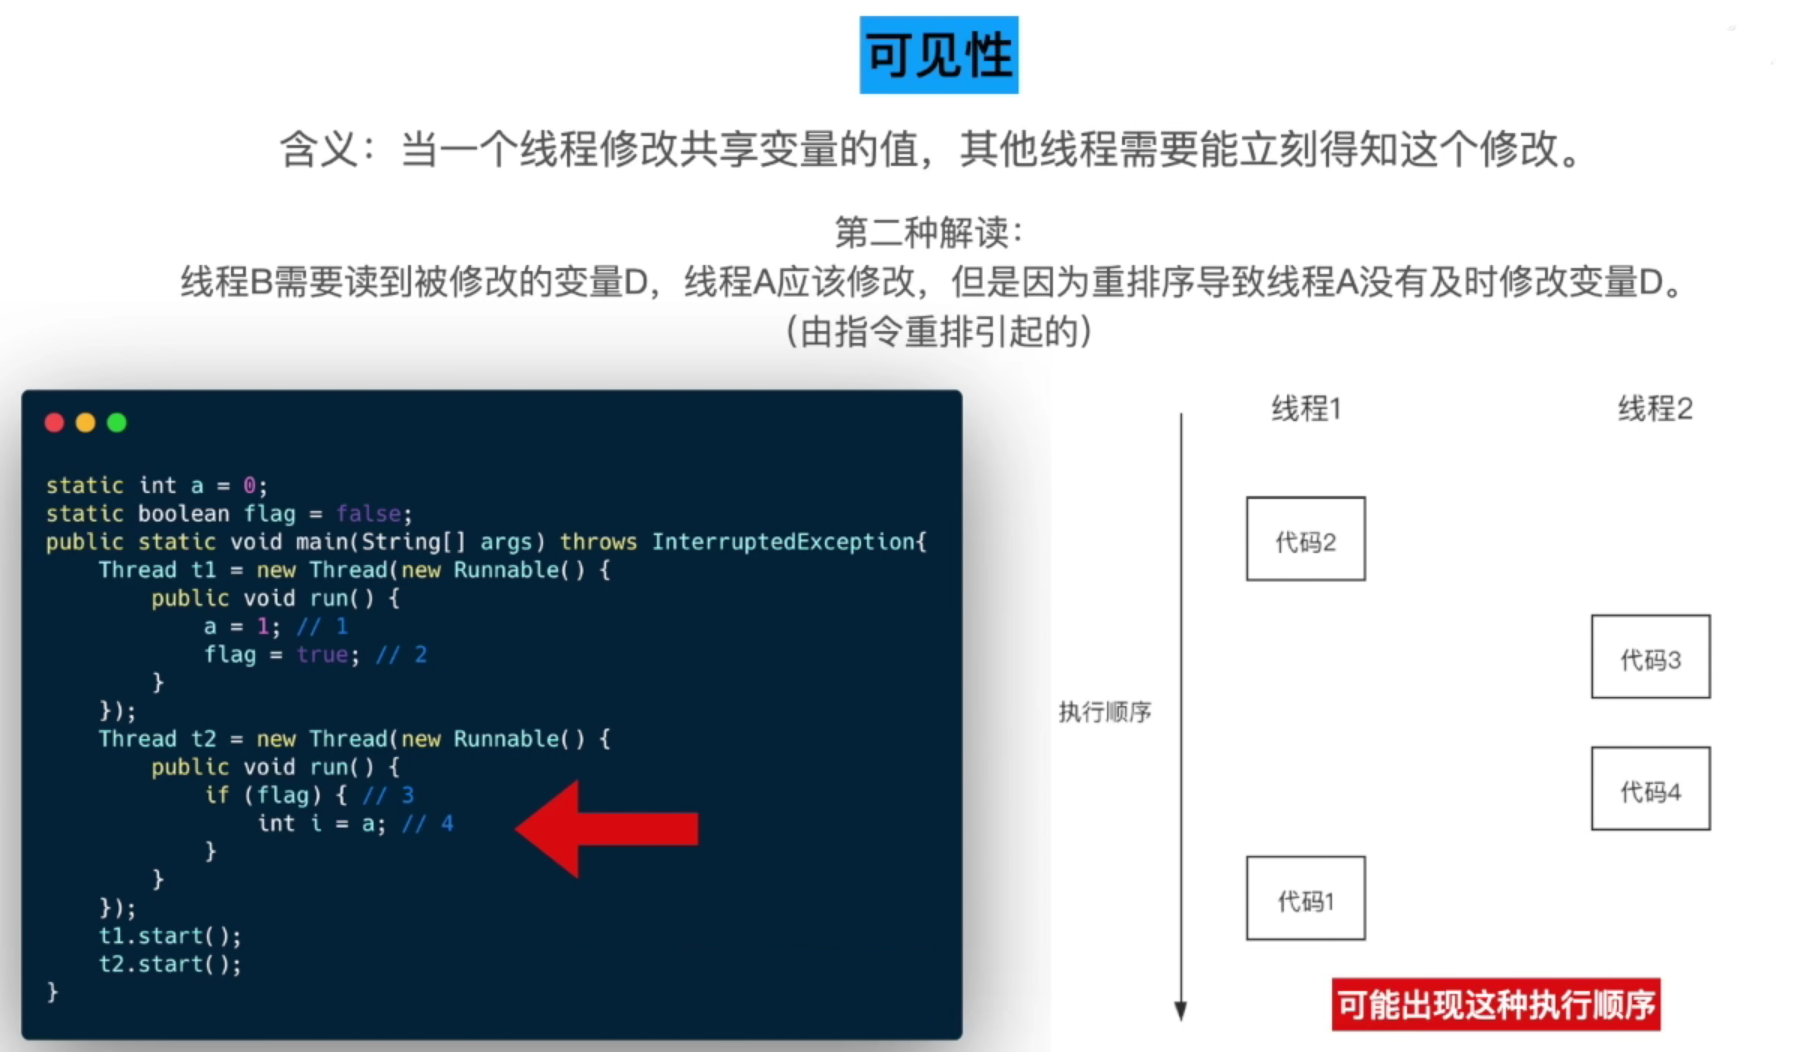 可见性
含义：当一个线程修改共享变量的值，其他线程需要能立刻得知这个修改。
第二种解读：
线程B需要读到被修改的变量D，线程A应该修改，但是因为重排序导致线程A没有及时修改变量D。
（由指令重排引起的）
static int a = 0;
static boolean flag = false;
public static void main(String[] args) throws InterruptedException{
    Thread t1 = new Thread(new Runnable() {
        public void run() {
            a = 1; // 1
            flag = true; // 2
        }
    });
    Thread t2 = new Thread(new Runnable() {
        public void run() {
            if (flag) { // 3
                int i = a; // 4
            }
        }
    });
    t1.start();
    t2.start();
}
线程1 线程2
代码2
代码3
执行顺序
代码4
代码1
可能出现这种执行顺序